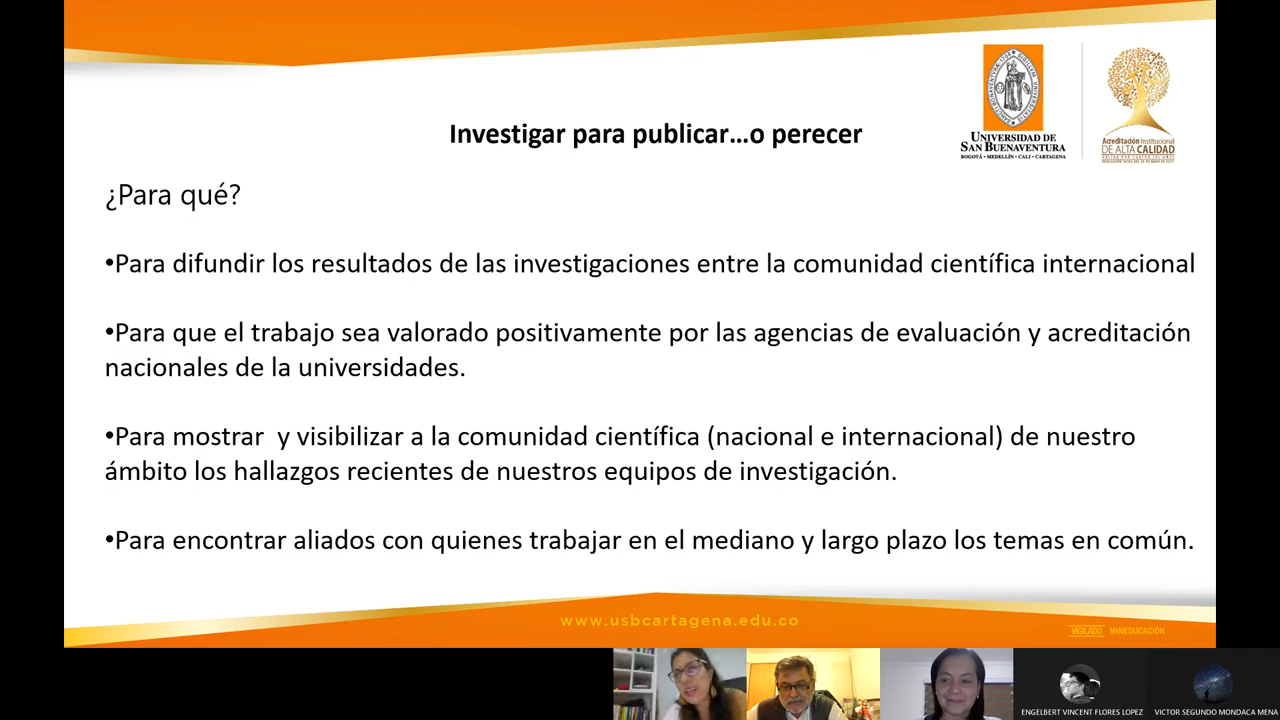 Investigar para publicar...o perecer
UNIVERSIDAD DE
SAN BUENAVENTURA
BOGOTÁ • MEDELLÍN • CALI • CARTAGENA
Acreditación Institucional
DE ALTA CALIDAD
¿Para qué?
•Para difundir los resultados de las investigaciones entre la comunidad científica internacional
•Para que el trabajo sea valorado positivamente por las agencias de evaluación y acreditación
nacionales de la universidades.
•Para mostrar  y visibilizar a la comunidad científica (nacional e internacional) de nuestro
ámbito los hallazgos recientes de nuestros equipos de investigación.
•Para encontrar aliados con quienes trabajar en el mediano y largo plazo los temas en común.
www.usbcartagena.edu.co
VIGILADO MINEDUCACIÓN
ENGELBERT VINCENT FLORES LOPEZ
VICTOR SEGUNDO MONDACA MENA